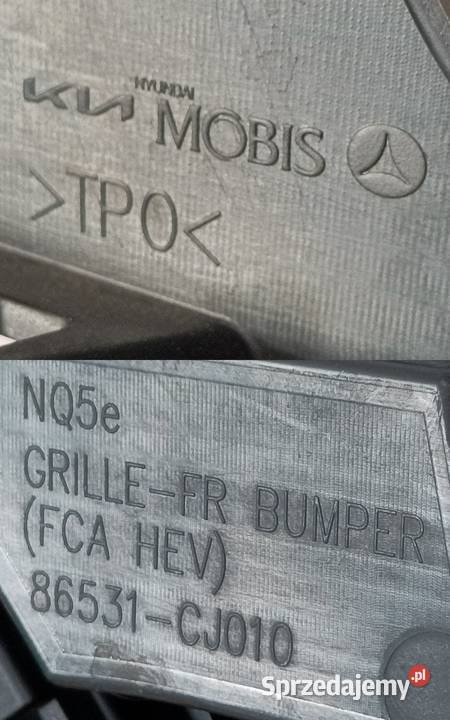 KIA HYUNDAI MOBIS
>TPO<
NQ5e
GRILLE-FR BUMPER
(FCA HEV)
86531-CJ010
Sprzedajemy.pl